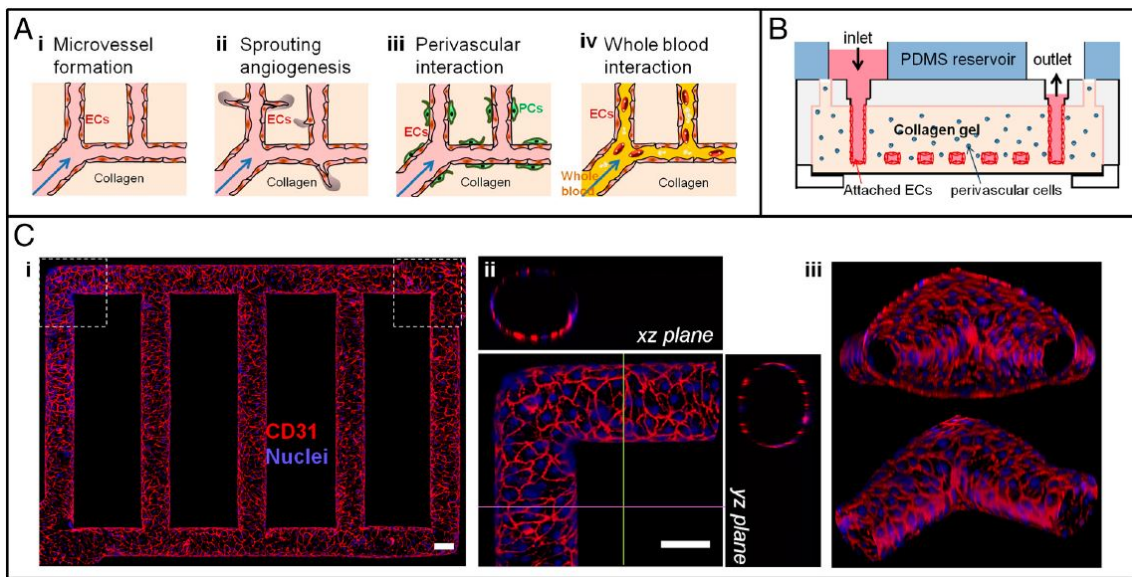 A
i Microvessel
formation
ii Sprouting
angiogenesis
iii Perivascular
interaction
iv Whole blood
interaction
ECs
Collagen
ECs
Collagen
ECs
PCs
Collagen
ECs
Whole
blood
Collagen
B
inlet
PDMS reservoir
outlet
Collagen gel
Attached ECs
perivascular cells
C
i
CD31
Nuclei
ii
xz plane
yz plane
iii